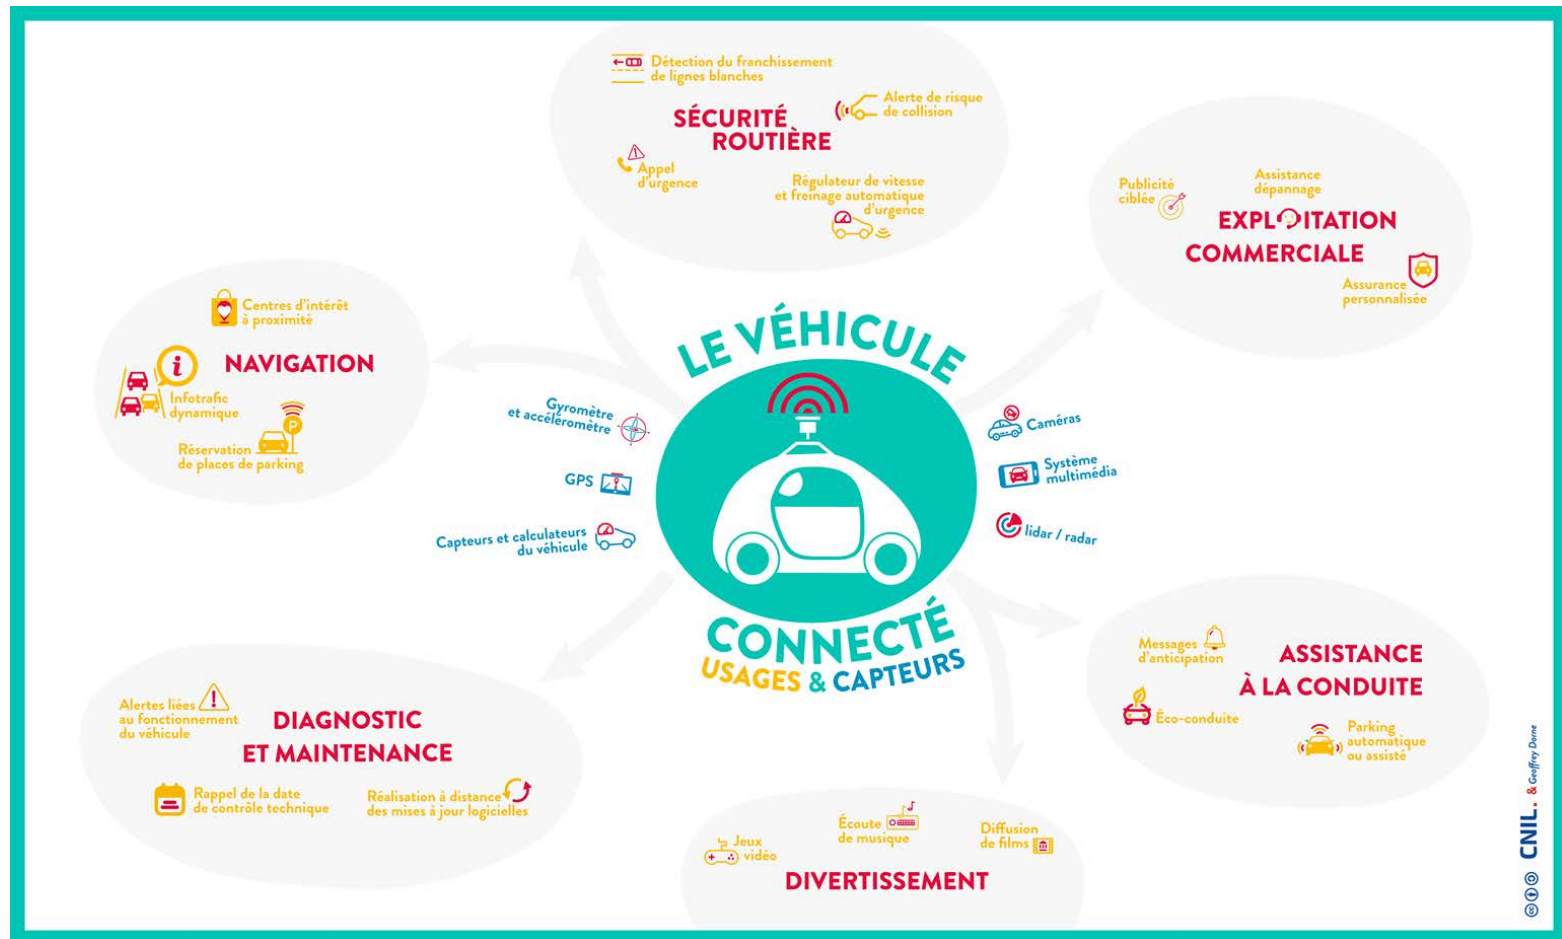 Détection du franchissement
de lignes blanches
SÉCURITÉ
ROUTIÈRE
Alerte de risque
de collision
Appel
d'urgence
Régulateur de vitesse
et freinage automatique
d'urgence
Publicité
ciblée
Assistance
dépannage
EXPLOITATION
COMMERCIALE
Assurance
personnalisée
Centres d'intérêt
à proximité
NAVIGATION
i
Infotrafic
dynamique
P
Réservation
de places de parking
LE VÉHICULE
CONNECTÉ
USAGES & CAPTEURS
Gyromètre
et accéléromètre
GPS
Capteurs et calculateurs
du véhicule
Caméras
Système
multimédia
lidar / radar
Alertes liées
au fonctionnement
du véhicule
DIAGNOSTIC
ET MAINTENANCE
Rappel de la date
de contrôle technique
Réalisation à distance
des mises à jour logicielles
Jeux
vidéo
Écoute
de musique
Diffusion
de films
DIVERTISSEMENT
Messages
d'anticipation
ASSISTANCE
À LA CONDUITE
Éco-conduite
Parking
automatique
ou assisté
CNIL. & Geoffrey Dorne